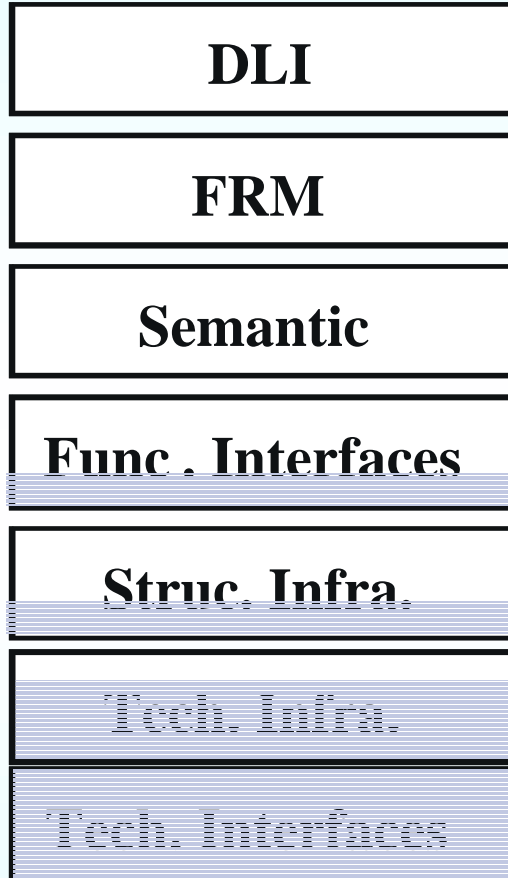 DLI
FRM
Semantic
Func . Interfaces
Struc. Infra.
Tech. Infra.
Tech. Interfaces